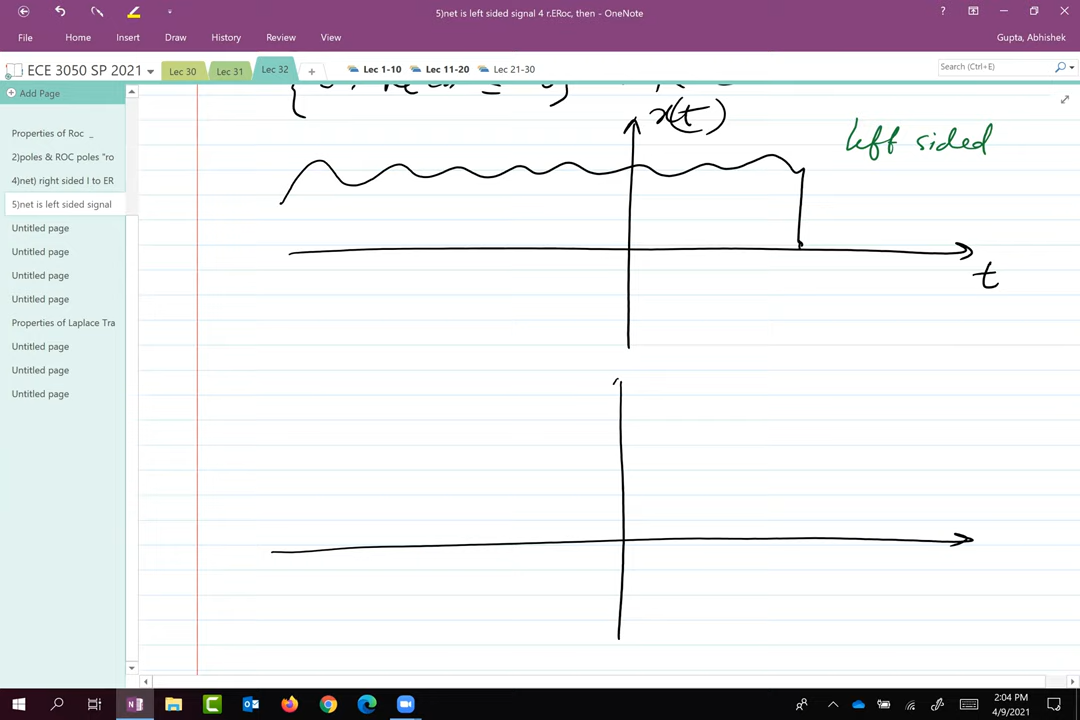 5)net is left sided signal 4 r.ERoc, then - OneNote
File Home Insert Draw History Review View
Gupta, Abhishek
ECE 3050 SP 2021
Lec 30 Lec 31 Lec 32 + Lec 1-10 Lec 11-20 Lec 21-30
Search (Ctrl+E)
Add Page
Properties of Roc _
2)poles & ROC poles "ro
4)net) right sided I to ER
5)net is left sided signal
Untitled page
Untitled page
Untitled page
Untitled page
Properties of Laplace Tra
Untitled page
Untitled page
Untitled page
x(t)
left sided
t
2:04 PM
4/9/2021